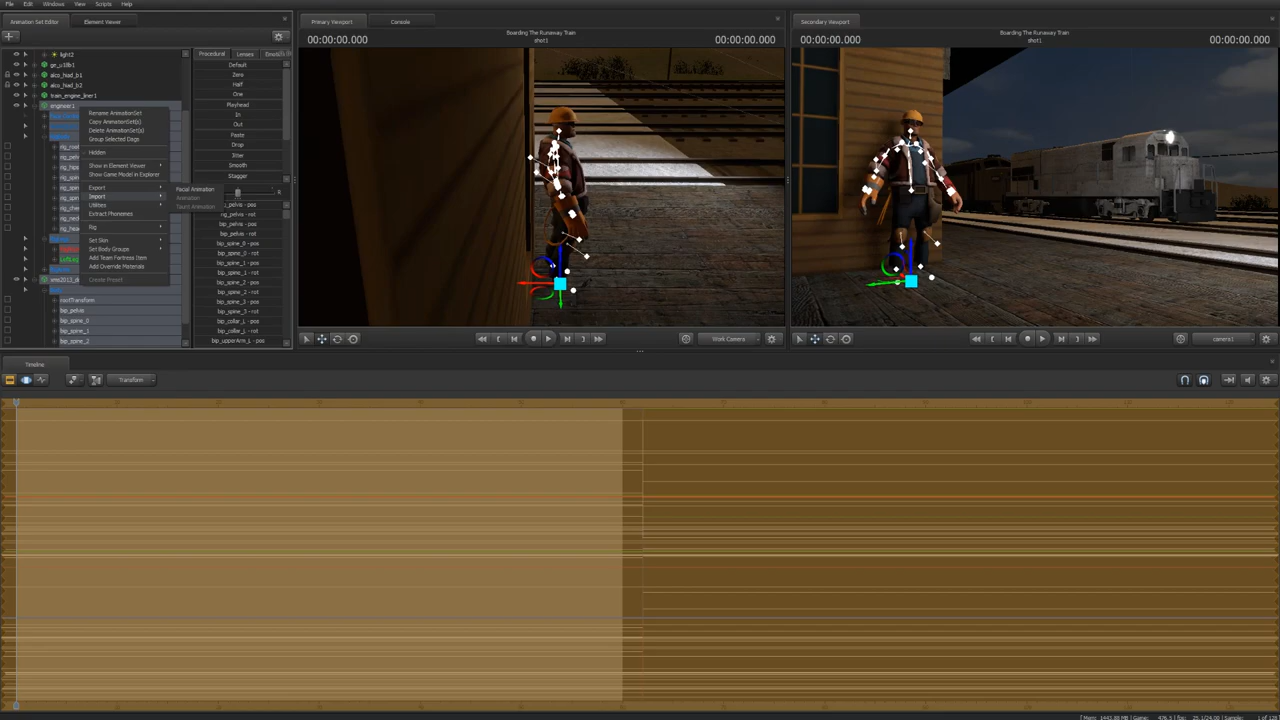 File Edit Windows View Scripts Help
Animation Set Editor Element Viewer
light2
alco_hood_b1
alco_hood_b2
train_engine_liner1
engineer1
Rename AnimationSet
Copy AnimationSet(s)
Delete AnimationSet(s)
Group Selected Dags
Hidden
Show in Element Viewer
Show Game Model in Explorer
Export
Import
Utilities
Extract Phonemes
Rig
Set Skin
Set Body Groups
Add Team Fortress Item
Add Override Materials
Create Preset
Facial Animation
Animation
Taunt Animation
rootTransform
bip_pelvis
bip_spine_0
bip_spine_1
bip_spine_2
Procedural Lenses
Default
Zero
Half
One
Playhead
In
Out
Paste
Drop
Jitter
Smooth
Stagger
R
rig_pelvis - rot
bip_pelvis - pos
bip_pelvis - rot
bip_spine_0 - pos
bip_spine_0 - rot
bip_spine_1 - pos
bip_spine_1 - rot
bip_spine_2 - pos
bip_spine_2 - rot
bip_spine_3 - pos
bip_spine_3 - rot
bip_collar_L - pos
bip_collar_L - rot
bip_upperArm_L - pos
Primary Viewport Console
00:00:00.000 Boarding The Runaway Train 00:00:00.000
shot1
Work Camera
Secondary Viewport
00:00:00.000 Boarding The Runaway Train 00:00:00.000
shot1
camera1
Timeline
Transform